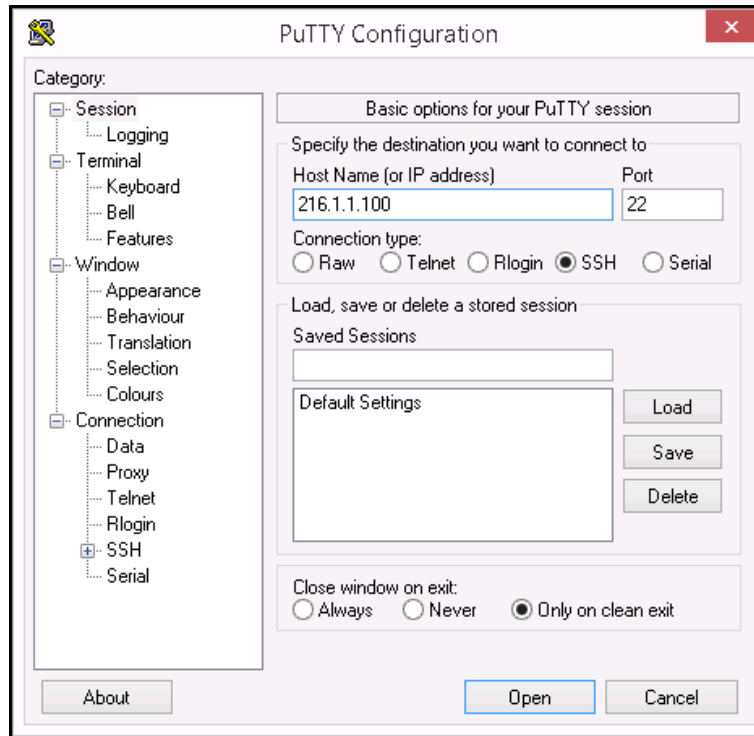 PuTTY Configuration
Category:
Session
Logging
Terminal
Keyboard
Bell
Features
Window
Appearance
Behaviour
Translation
Selection
Colours
Connection
Data
Proxy
Telnet
Rlogin
SSH
Serial
Basic options for your PuTTY session
Specify the destination you want to connect to
Host Name (or IP address) Port
216.1.1.100 22
Connection type:
Raw Telnet Rlogin SSH Serial
Load, save or delete a stored session
Saved Sessions
Default Settings
Load
Save
Delete
Close window on exit:
Always Never Only on clean exit
About Open Cancel